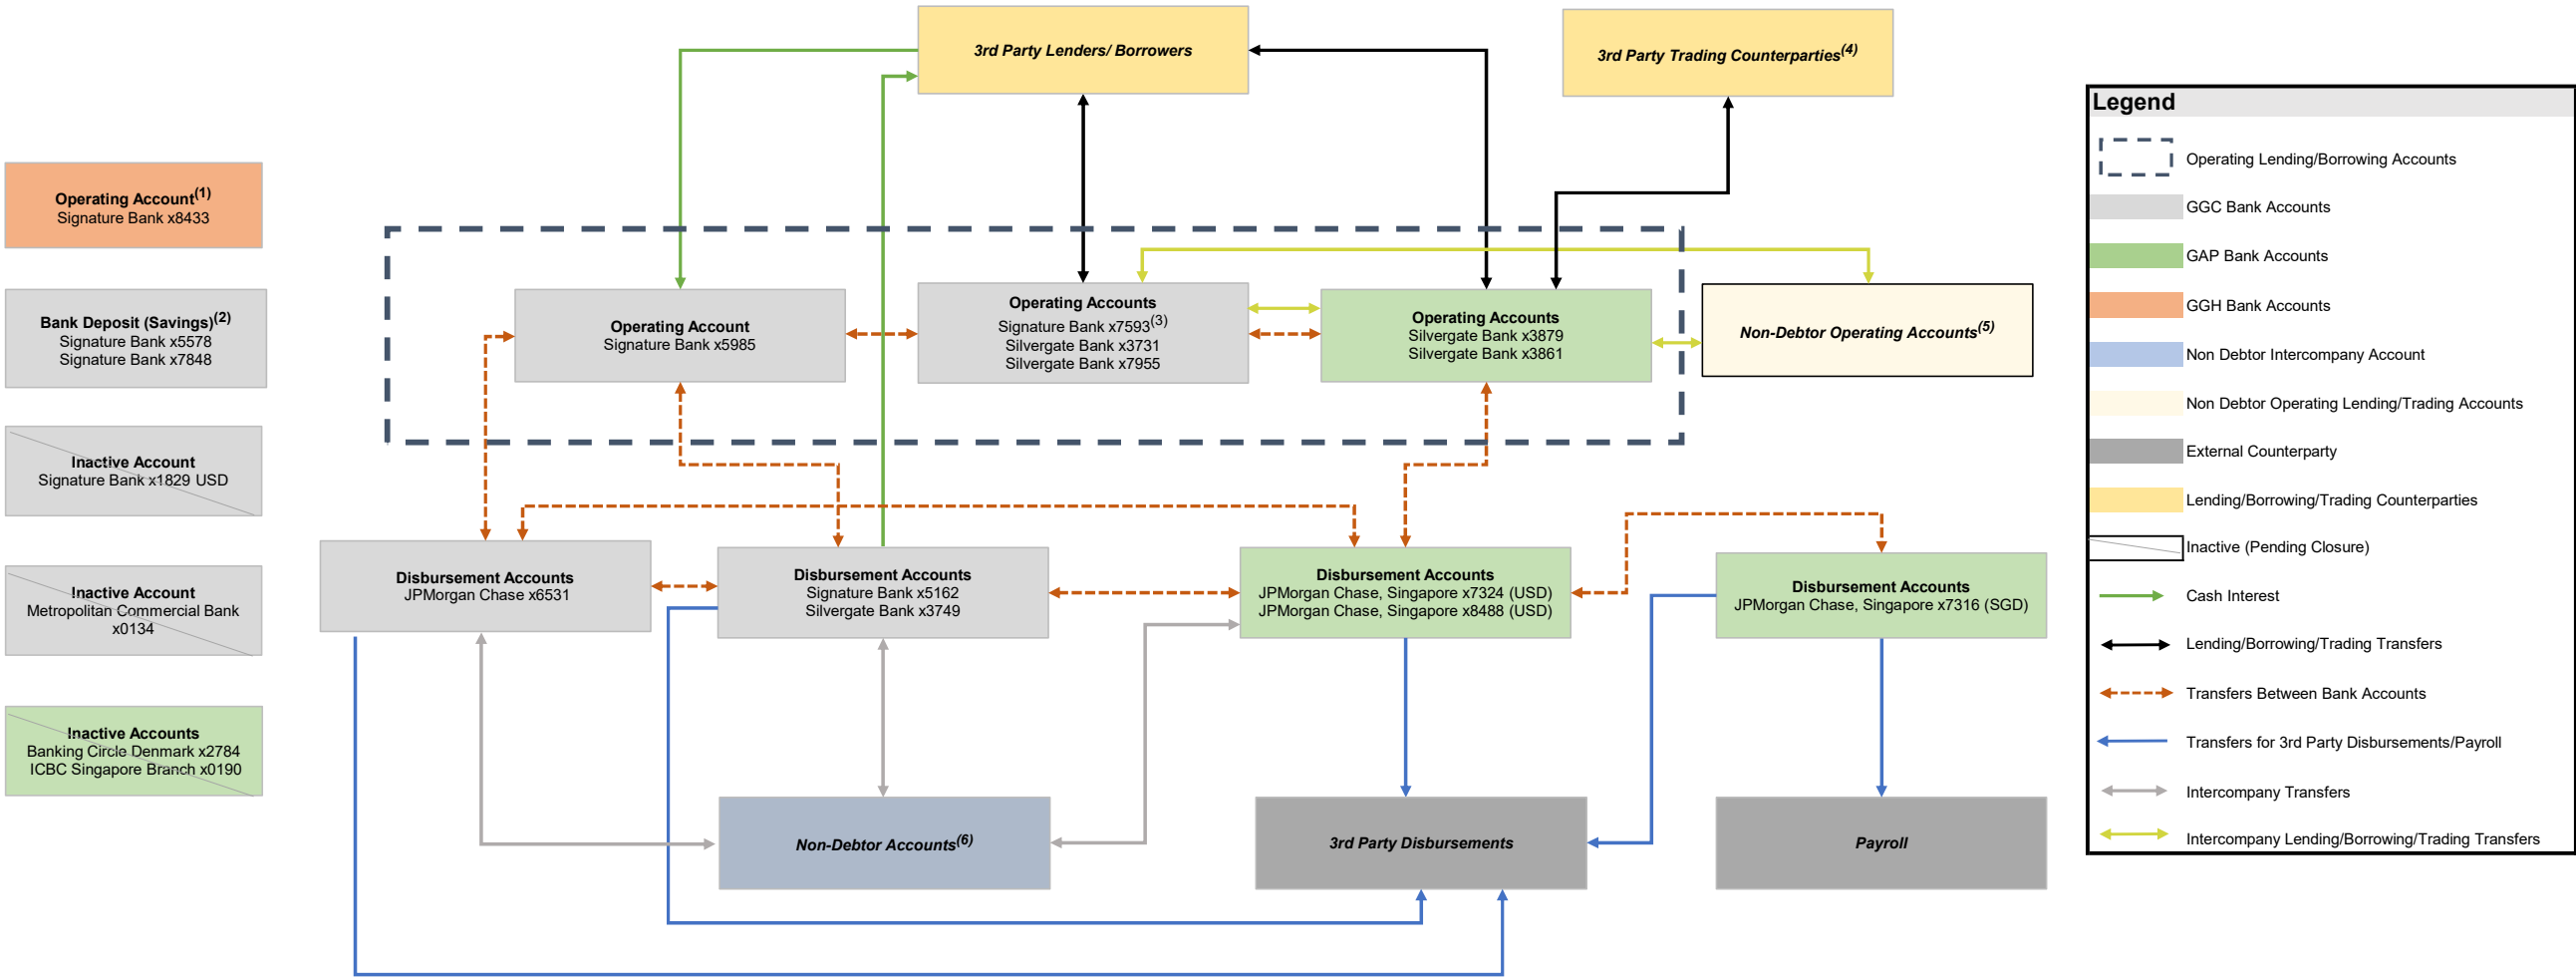 3rd Party Lenders/ Borrowers
3rd Party Trading Counterparties(4)
Operating Account(1)
Signature Bank x8433
Bank Deposit (Savings)(2)
Signature Bank x5578
Signature Bank x7848
Inactive Account
Signature Bank x1829 USD
Inactive Account
Metropolitan Commercial Bank
x0134
Inactive Accounts
Banking Circle Denmark x2784
ICBC Singapore Branch x0190
Operating Account
Signature Bank x5985
Operating Accounts
Signature Bank x7593(3)
Silvergate Bank x3731
Silvergate Bank x7955
Operating Accounts
Silvergate Bank x3879
Silvergate Bank x3861
Non-Debtor Operating Accounts(5)
Disbursement Accounts
JPMorgan Chase x6531
Disbursement Accounts
Signature Bank x5162
Silvergate Bank x3749
Disbursement Accounts
JPMorgan Chase, Singapore x7324 (USD)
JPMorgan Chase, Singapore x8488 (USD)
Disbursement Accounts
JPMorgan Chase, Singapore x7316 (SGD)
Non-Debtor Accounts(6)
3rd Party Disbursements
Payroll
Legend
Operating Lending/Borrowing Accounts
GGC Bank Accounts
GAP Bank Accounts
GGH Bank Accounts
Non Debtor Intercompany Account
Non Debtor Operating Lending/Trading Accounts
External Counterparty
Lending/Borrowing/Trading Counterparties
Inactive (Pending Closure)
Cash Interest
Lending/Borrowing/Trading Transfers
Transfers Between Bank Accounts
Transfers for 3rd Party Disbursements/Payroll
Intercompany Transfers
Intercompany Lending/Borrowing/Trading Transfers